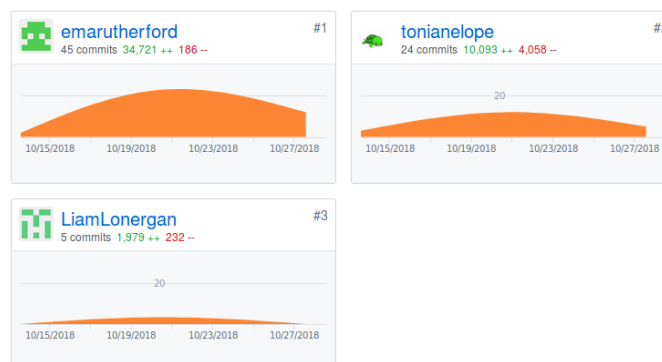 emarutherford #1
45 commits 34,721 ++ 186 --
10/15/2018 10/19/2018 10/23/2018 10/27/2018
tonianelope
24 commits 10,093 ++ 4,058 --
20
10/15/2018 10/19/2018 10/23/2018 10/27/2018
LiamLonergan #3
5 commits 1,979 ++ 232 --
20
10/15/2018 10/19/2018 10/23/2018 10/27/2018